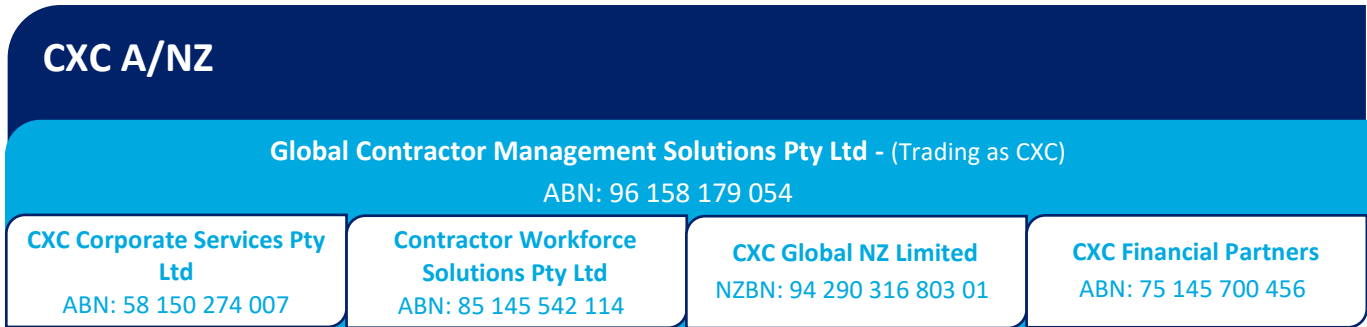 CXC A/NZ
Global Contractor Management Solutions Pty Ltd - (Trading as CXC)
ABN: 96 158 179 054
CXC Corporate Services Pty
Ltd
ABN: 58 150 274 007
Contractor Workforce
Solutions Pty Ltd
ABN: 85 145 542 114
CXC Global NZ Limited
NZBN: 94 290 316 803 01
CXC Financial Partners
ABN: 75 145 700 456